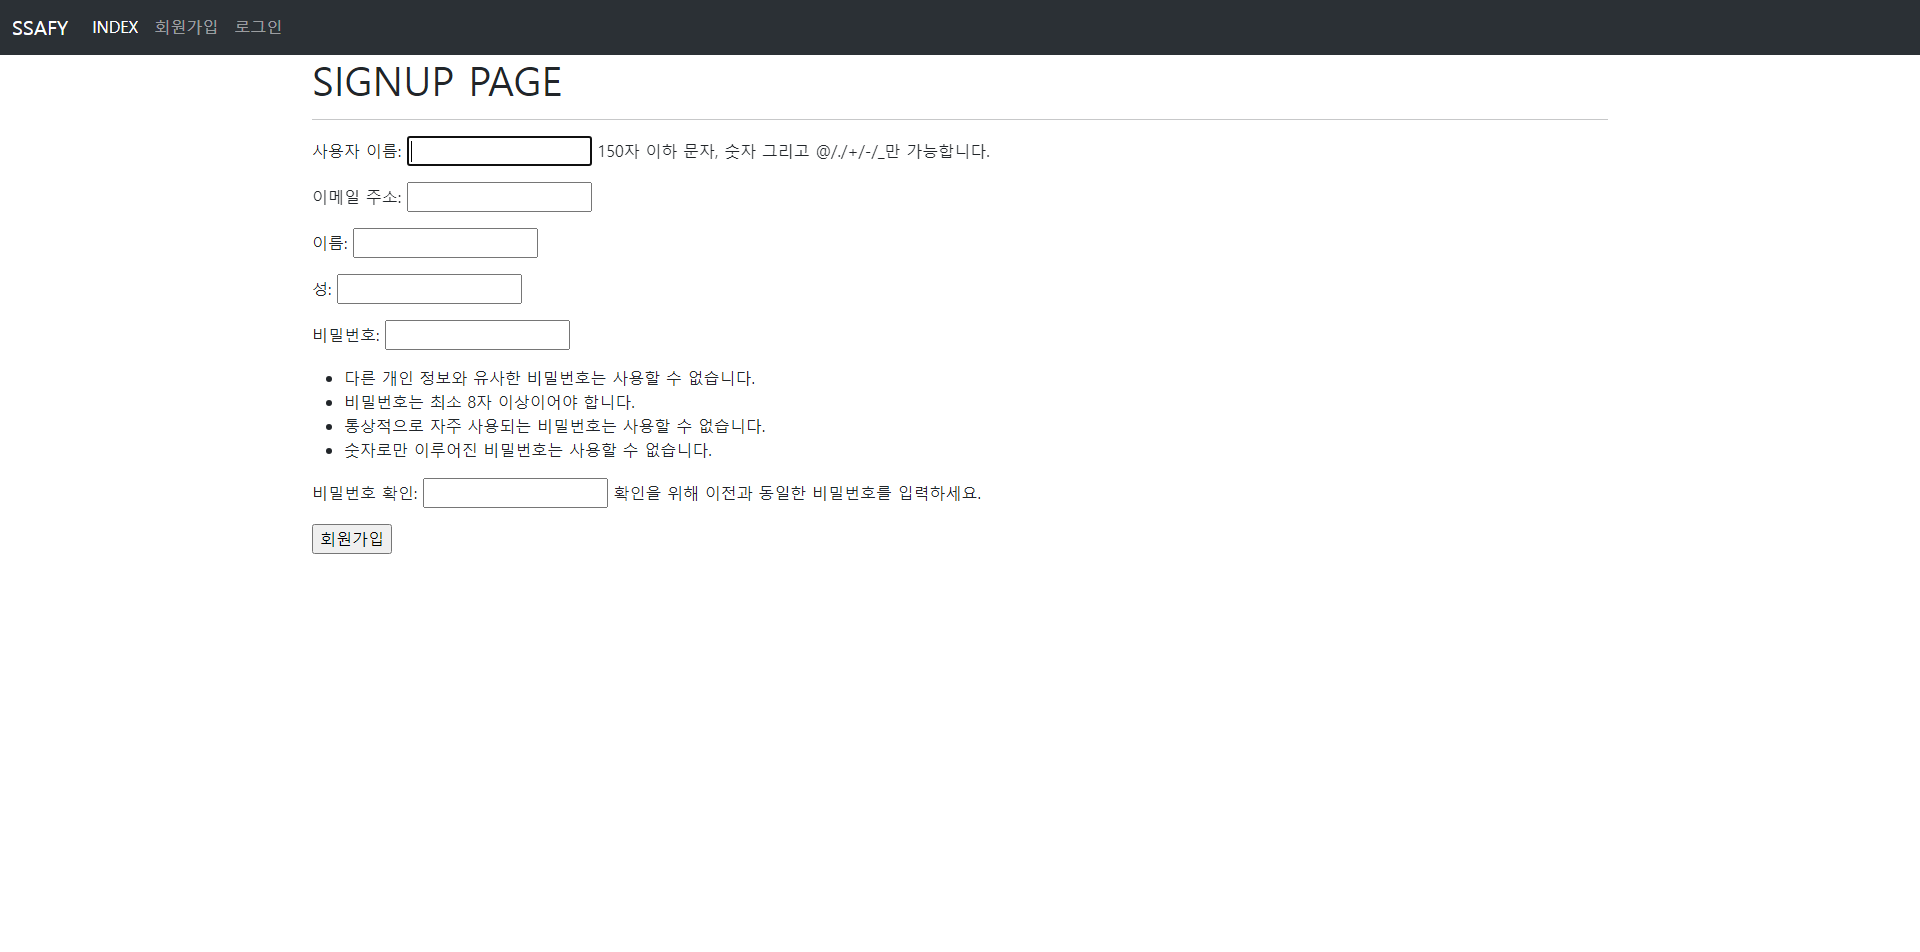 SSAFY INDEX 회원가입 로그인
SIGNUP PAGE
사용자 이름: 150자 이하 문자, 숫자 그리고 @/./+/-/_만 가능합니다.
이메일 주소:
이름:
성:
비밀번호:
다른 개인 정보와 유사한 비밀번호는 사용할 수 없습니다.
비밀번호는 최소 8자 이상이어야 합니다.
통상적으로 자주 사용되는 비밀번호는 사용할 수 없습니다.
숫자로만 이루어진 비밀번호는 사용할 수 없습니다.
비밀번호 확인: 확인을 위해 이전과 동일한 비밀번호를 입력하세요.
회원가입